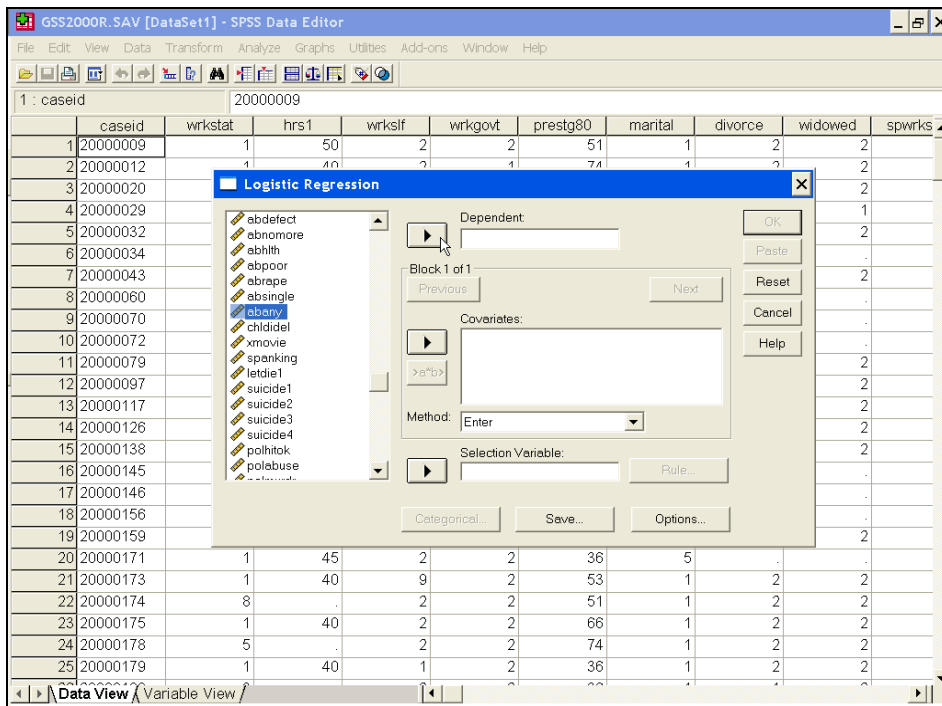 GSS2000R.SAV [DataSet1] - SPSS Data Editor
File Edit View Data Transform Analyze Graphs Utilities Add-ons Window Help
1 : caseid 20000009
caseid wrkstat hrs1 wrkslf wrkgovt prestg80 marital divorce widowed spwrks
1 20000009 1 50 2 2 51 1 2 2
2 20000012 1 40 2 1 74 1 2 2
3 20000020 2
4 20000029 1
5 20000032 2
6 20000034 .
7 20000043 2
8 20000060 .
9 20000070 .
10 20000072 .
11 20000079 2
12 20000097 2
13 20000117 2
14 20000126 2
15 20000138 2
16 20000145 .
17 20000146 .
18 20000156 .
19 20000159 2
20 20000171 1 45 2 2 36 5 . .
21 20000173 1 40 9 2 53 1 2 2
22 20000174 8 . 2 2 51 1 2 2
23 20000175 1 40 2 2 66 1 2 2
24 20000178 5 . 2 2 74 1 2 2
25 20000179 1 40 1 2 36 1 2 2
Logistic Regression
abdefect
abnomore
abhlth
abpoor
abrape
absingle
abany
chldidel
xmovie
spanking
letdie1
suicide1
suicide2
suicide3
suicide4
polhitok
polabuse
Dependent:
Block 1 of 1
Previous Next
Covariates:
>a*b>
Method: Enter
Selection Variable:
Rule...
Categorical... Save... Options...
OK
Paste
Reset
Cancel
Help
Data View Variable View